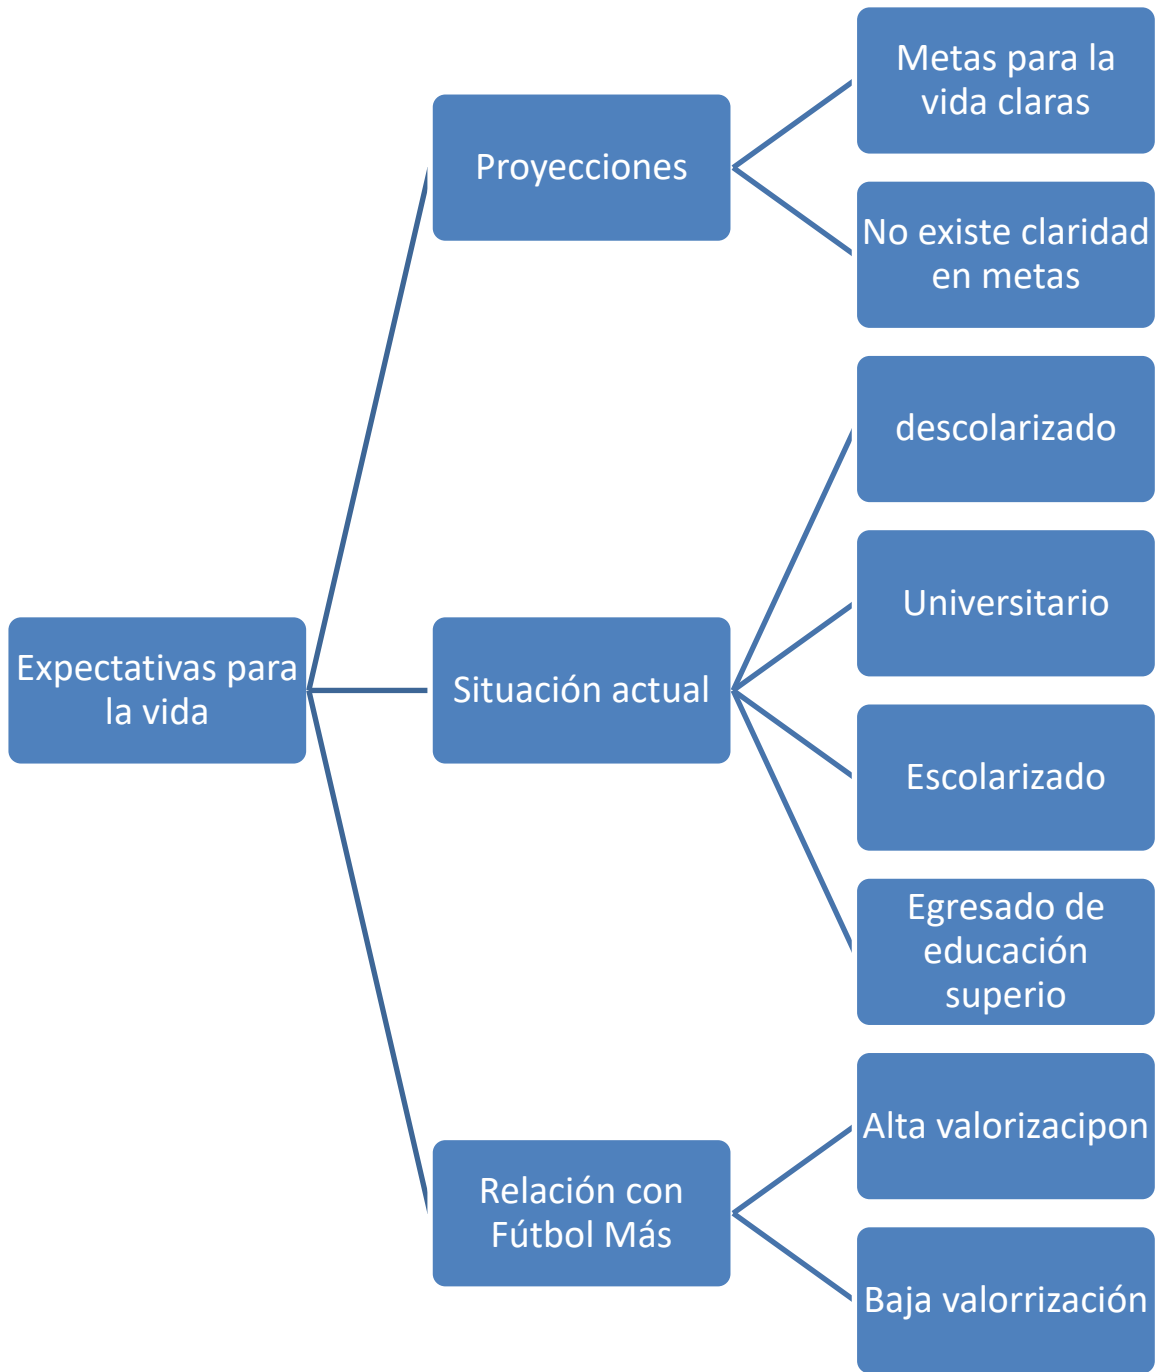 Metas para la
vida claras
Proyecciones
No existe claridad
en metas
descolarizado
Universitario
Expectativas para
la vida
Situación actual
Escolarizado
Egresado de
educación
superio
Alta valorizacipon
Relación con
Fútbol Más
Baja valorrización